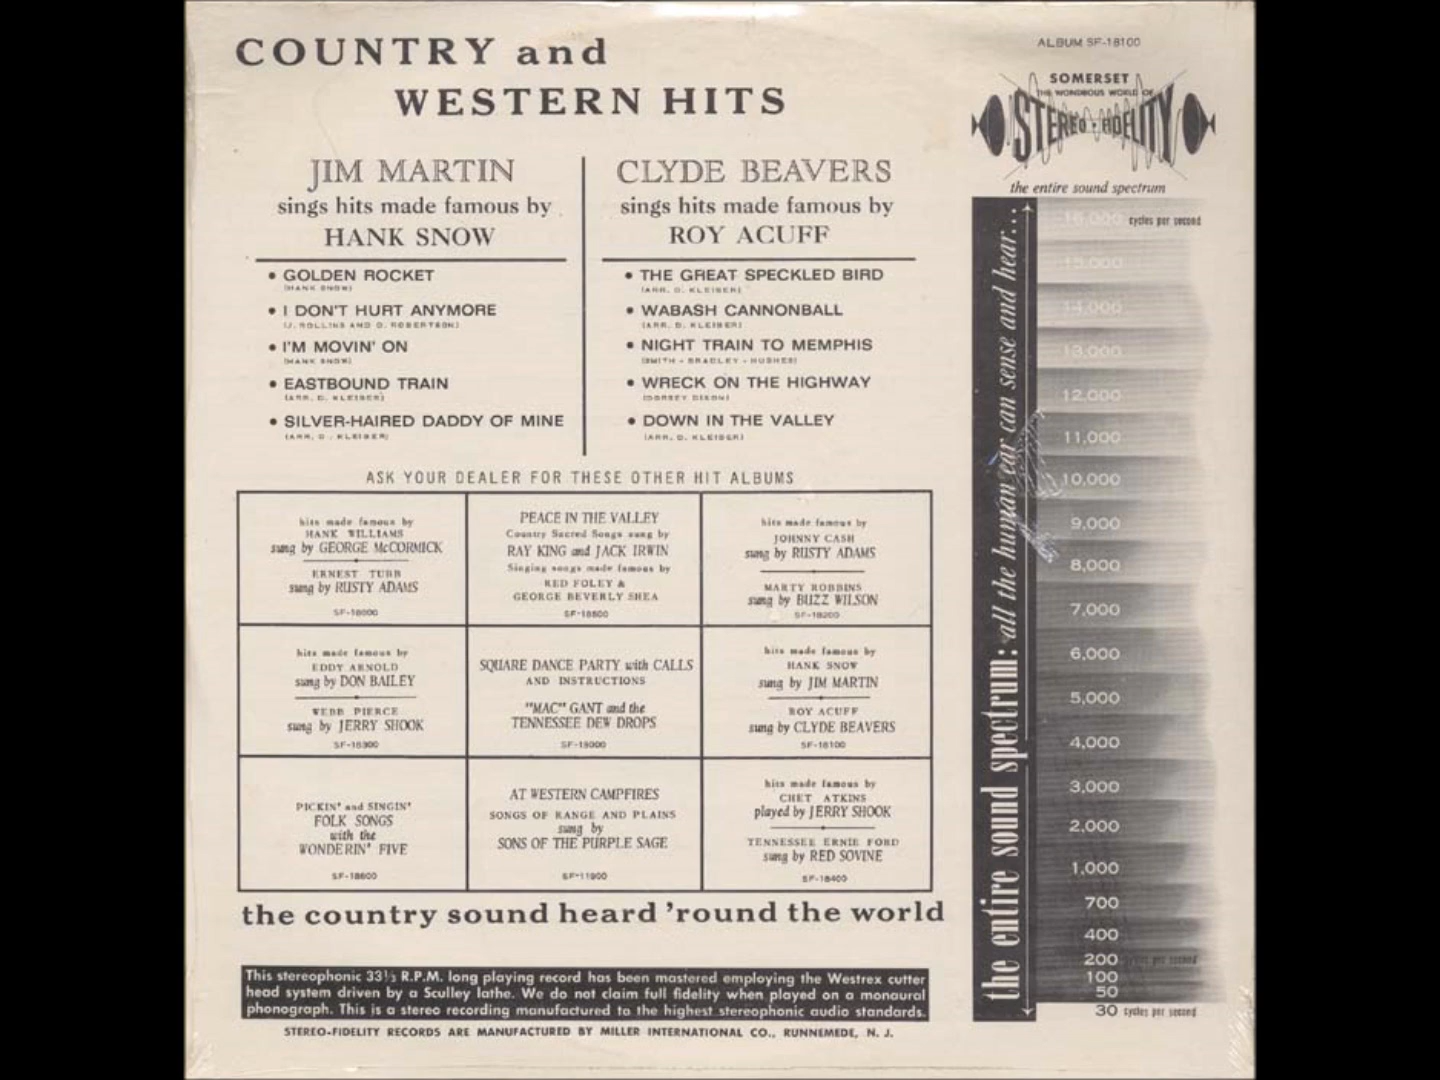 COUNTRY and
WESTERN HITS
JIM MARTIN
sings hits made famous by
HANK SNOW
• GOLDEN ROCKET
(HANK SNOW)
• I DON'T HURT ANYMORE
(J. ROLLINS AND D. ROBERTSON)
• I'M MOVIN' ON
(HANK SNOW)
• EASTBOUND TRAIN
(ARR. D. KLEIBER)
• SILVER-HAIRED DADDY OF MINE
(ARR. D. KLEIBER)
CLYDE BEAVERS
sings hits made famous by
ROY ACUFF
• THE GREAT SPECKLED BIRD
(ARR. D. KLEIBER)
• WABASH CANNONBALL
(ARR. D. KLEIBER)
• NIGHT TRAIN TO MEMPHIS
(SMITH - BRADLEY - HUGHES)
• WRECK ON THE HIGHWAY
(DORSEY DIXON)
• DOWN IN THE VALLEY
(ARR. D. KLEIBER)
ASK YOUR DEALER FOR THESE OTHER HIT ALBUMS
hits made famous by
HANK WILLIAMS
sung by GEORGE McCORMICK
ERNEST TUBB
sung by RUSTY ADAMS
PEACE IN THE VALLEY
Country Sacred Songs sung by
RAY KING and JACK IRWIN
Singing songs made famous by
RED FOLEY &
GEORGE BEVERLY SHEA
hits made famous by
JOHNNY CASH
sung by RUSTY ADAMS
MARTY ROBBINS
sung by BUZZ WILSON
SF-18200
hits made famous by
EDDY ARNOLD
sung by DON BAILEY
WEBB PIERCE
sung by JERRY SHOOK
SF-18300
SQUARE DANCE PARTY with CALLS
AND INSTRUCTIONS
"MAC" GANT and the
TENNESSEE DEW DROPS
SF-19000
hits made famous by
HANK SNOW
sung by JIM MARTIN
ROY ACUFF
sung by CLYDE BEAVERS
SF-18100
PICKIN' and SINGIN'
FOLK SONGS
with the
WONDERIN' FIVE
SF-18600
AT WESTERN CAMPFIRES
SONGS OF RANGE AND PLAINS
sung by
SONS OF THE PURPLE SAGE
SF-11900
hits made famous by
CHET ATKINS
played by JERRY SHOOK
TENNESSEE ERNIE FORD
sung by RED SOVINE
SF-18400
the country sound heard 'round the world
This stereophonic 33⅓ R.P.M. long playing record has been mastered employing the Westrex cutter
head system driven by a Sculley lathe. We do not claim full fidelity when played on a monaural
phonograph. This is a stereo recording manufactured to the highest stereophonic audio standards.
STEREO-FIDELITY RECORDS ARE MANUFACTURED BY MILLER INTERNATIONAL CO., RUNNEMEDE, N. J.
ALBUM SF-18100
SOMERSET
THE WONDROUS WORLD OF
STEREO-FIDELITY
the entire sound spectrum
the entire sound spectrum: all the human ear can sense and hear...
16,000 cycles per second
15,000
14,000
13,000
12,000
11,000
10,000
9,000
8,000
7,000
6,000
5,000
4,000
3,000
2,000
1,000
700
400
200 cycles per second
100
50
30 cycles per second